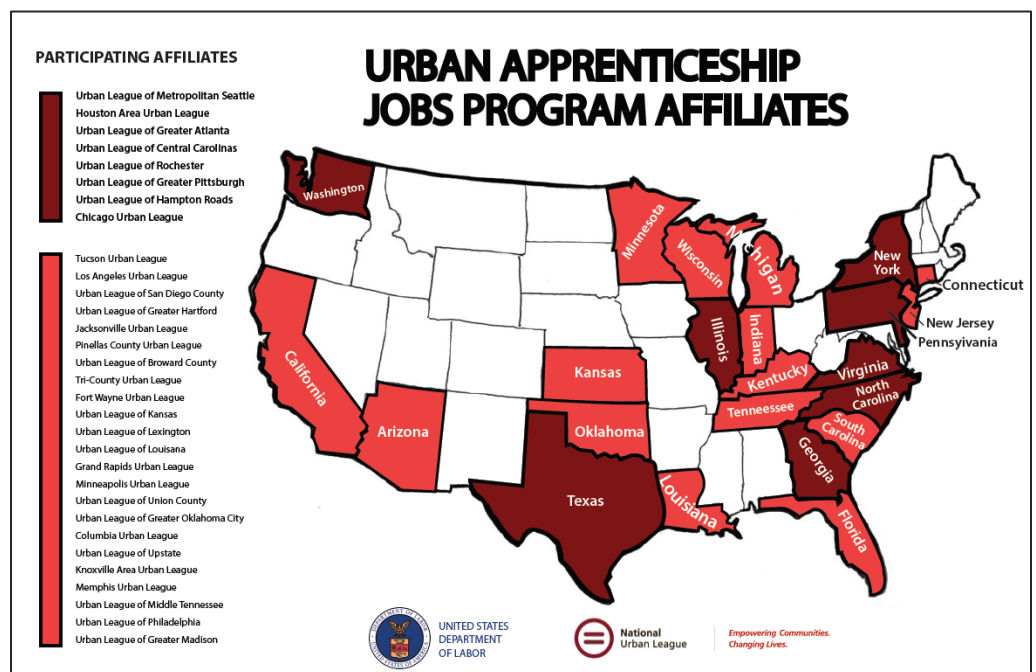 PARTICIPATING AFFILIATES
URBAN APPRENTICESHIP
JOBS PROGRAM AFFILIATES
Urban League of Metropolitan Seattle
Houston Area Urban League
Urban League of Greater Atlanta
Urban League of Central Carolinas
Urban League of Rochester
Urban League of Greater Pittsburgh
Urban League of Hampton Roads
Chicago Urban League
Tucson Urban League
Los Angeles Urban League
Urban League of San Diego County
Urban League of Greater Hartford
Jacksonville Urban League
Pinellas County Urban League
Urban League of Broward County
Tri-County Urban League
Fort Wayne Urban League
Urban League of Kansas
Urban League of Lexington
Urban League of Louisana
Grand Rapids Urban League
Minneapolis Urban League
Urban League of Union County
Urban League of Greater Oklahoma City
Columbia Urban League
Urban League of Upstate
Knoxville Area Urban League
Memphis Urban League
Urban League of Middle Tennessee
Urban League of Philadelphia
Urban League of Greater Madison
Washington
Minnesota
Wisconsin
Michigan
New
York
Connecticut
New Jersey
Pennsyivania
Illinois
Indiana
California
Kansas
Kentucky
Virginia
North
Carolina
Tenneessee
Arizona
Oklahoma
South
Carolina
Georgia
Texas
Louisiana
Florida
DEPARTMENT OF LABOR
UNITED STATES OF AMERICA
UNITED STATES
DEPARTMENT
OF LABOR
National
Urban League
Empowering Communities.
Changing Lives.